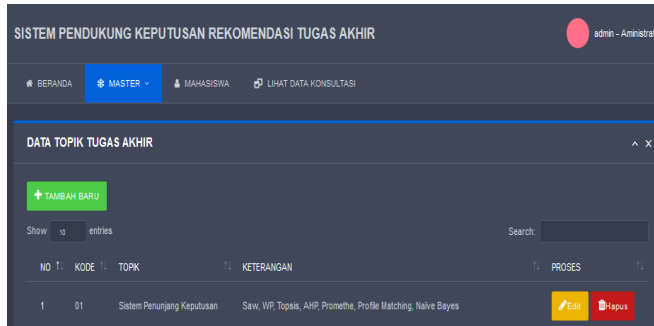 SISTEM PENDUKUNG KEPUTUSAN REKOMENDASI TUGAS AKHIR
admin - Aministrat
BERANDA MASTER MAHASISWA LIHAT DATA KONSULTASI
DATA TOPIK TUGAS AKHIR
TAMBAH BARU
Show 10 entries Search:
NO KODE TOPIK KETERANGAN PROSES
1 01 Sistem Penunjang Keputusan Saw, WP, Topsis, AHP, Promethe, Profile Matching, Naïve Bayes Edit Hapus